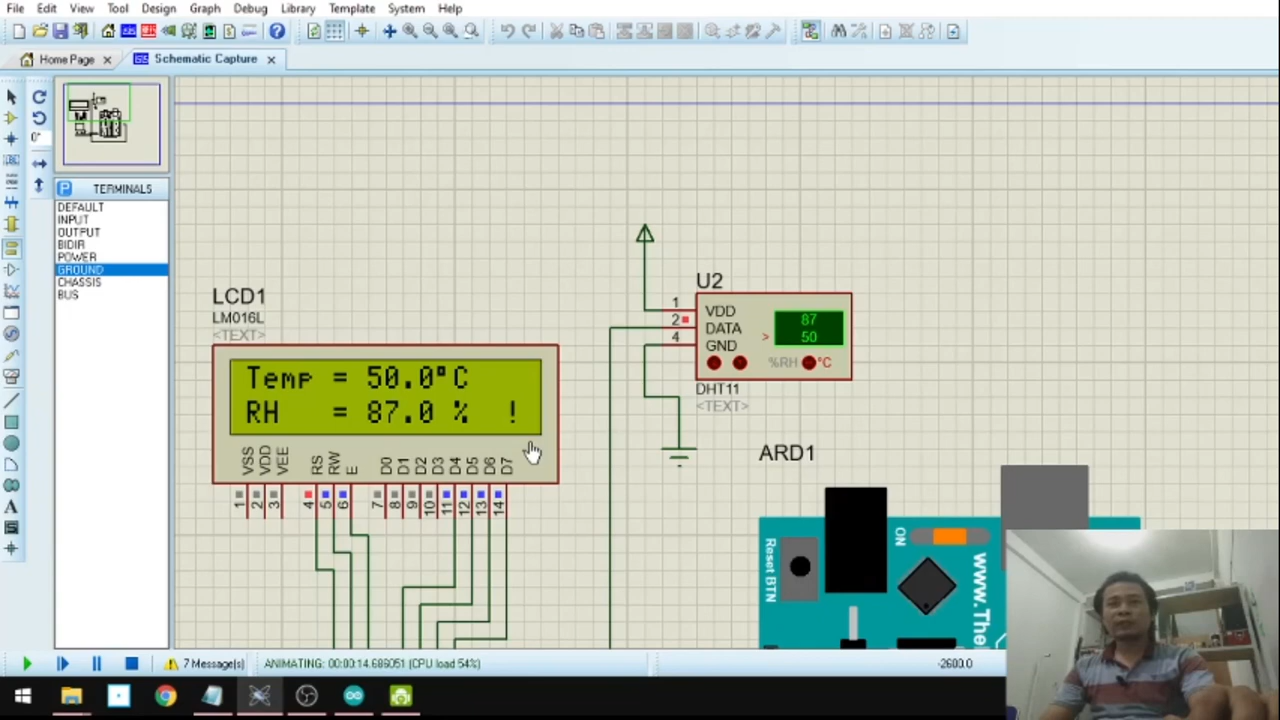 File Edit View Tool Design Graph Debug Library Template System Help
Home Page
Schematic Capture
0°
P TERMINALS
DEFAULT
INPUT
OUTPUT
BIDIR
POWER
GROUND
CHASSIS
BUS
LCD1
LM016L
<TEXT>
Temp = 50.0°C
RH = 87.0 % !
VSS VDD VEE RS RW E D0 D1 D2 D3 D4 D5 D6 D7
1 2 3 4 5 6 7 8 9 10 11 12 13 14
U2
1 VDD
2 DATA
4 GND
87
> 50
%RH °C
DHT11
<TEXT>
ARD1
Reset BTN
ON
www.TheE
7 Message(s)
ANIMATING: 00:00:14.686051 (CPU load 54%)
-2600.0